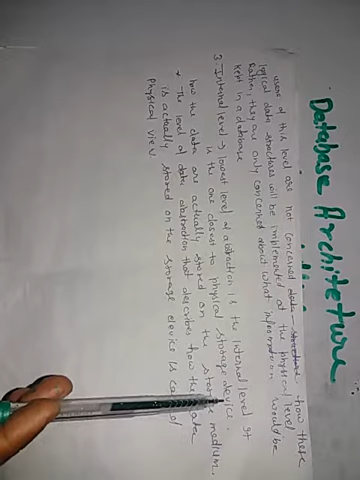 Database Architeture
users of this level are not concerned how these
logical data structures will be implemented at the physical level
Rather, they are only concerned about what information would be
kept in a database
3. Internal level → lowest level of abstraction is the internal level. It
is the one closest to physical storage device.
how the data are actually stored on the storage medium.
The level of data abstraction that describes how the data
is actually stored on the storage device is called
Physical view